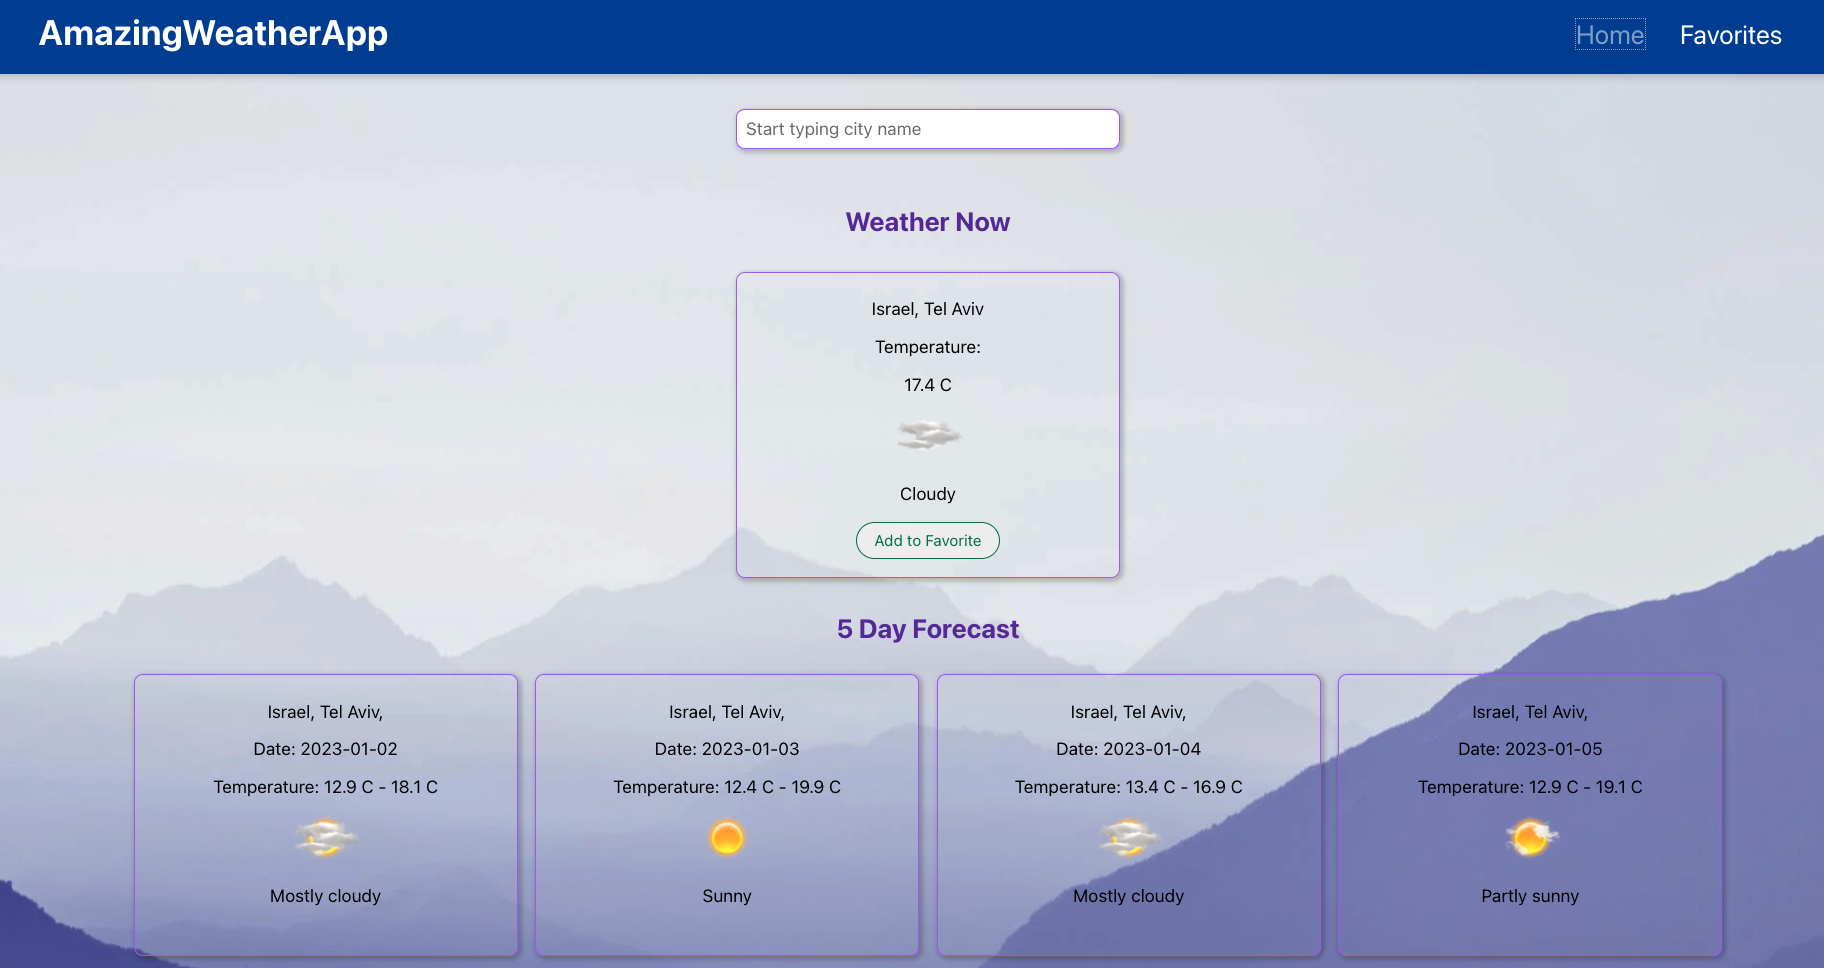 AmazingWeatherApp
Home
Favorites
Start typing city name
Weather Now
Israel, Tel Aviv
Temperature:
17.4 C
Cloudy
Add to Favorite
5 Day Forecast
Israel, Tel Aviv,
Date: 2023-01-02
Temperature: 12.9 C - 18.1 C
Mostly cloudy
Israel, Tel Aviv,
Date: 2023-01-03
Temperature: 12.4 C - 19.9 C
Sunny
Israel, Tel Aviv,
Date: 2023-01-04
Temperature: 13.4 C - 16.9 C
Mostly cloudy
Israel, Tel Aviv,
Date: 2023-01-05
Temperature: 12.9 C - 19.1 C
Partly sunny